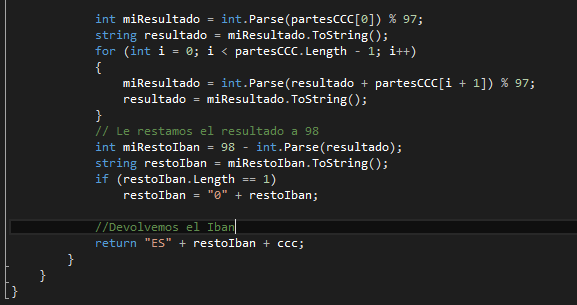 int miResultado = int.Parse(partesCCC[0]) % 97;
string resultado = miResultado.ToString();
for (int i = 0; i < partesCCC.Length - 1; i++)
{
miResultado = int.Parse(resultado + partesCCC[i + 1]) % 97;
resultado = miResultado.ToString();
}
// Le restamos el resultado a 98
int miRestoIban = 98 - int.Parse(resultado);
string restoIban = miRestoIban.ToString();
if (restoIban.Length == 1)
restoIban = "0" + restoIban;
//Devolvemos el Iban
return "ES" + restoIban + ccc;
}
}
}